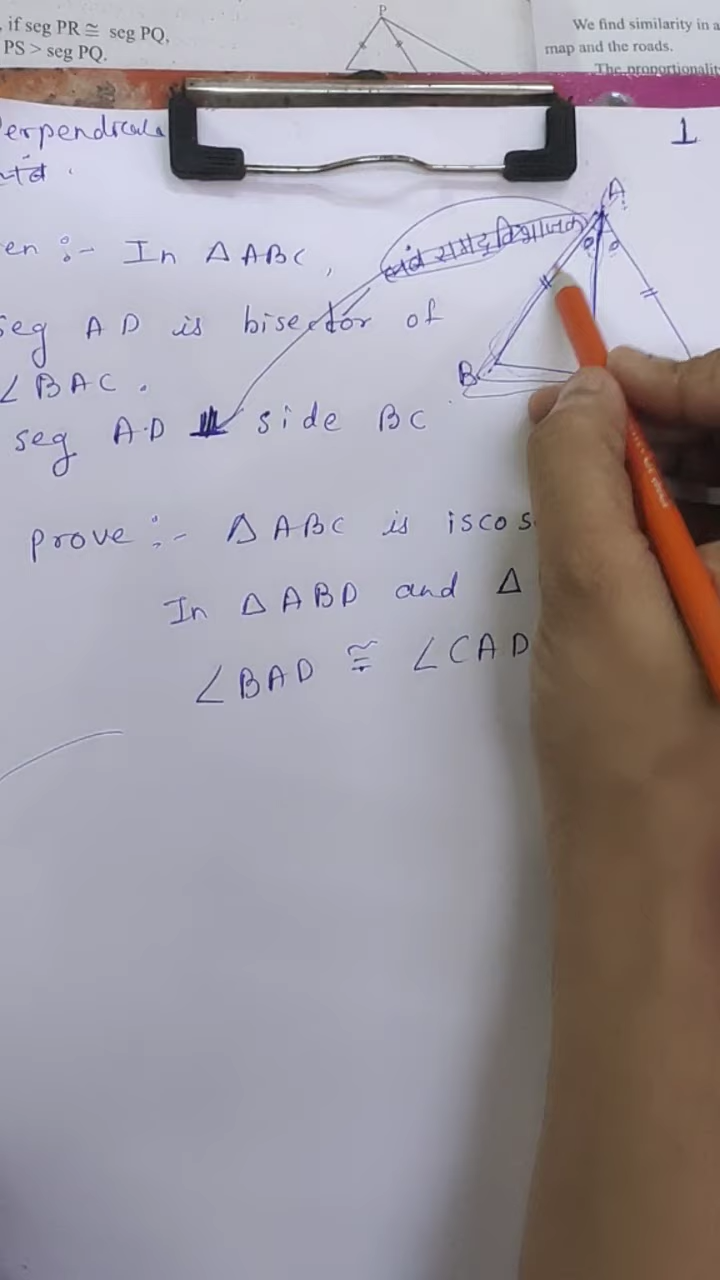 if seg PR ≅ seg PQ,
PS > seg PQ.
P
We find similarity in a
map and the roads.
The proportionality
erpendicula
1
A
en :- In △ABC,
seg AD is bisector of
∠BAC.
B
seg AD ⊥ side BC
prove :- △ABC is iscos
In △ABD and △
∠BAD ≅ ∠CAD